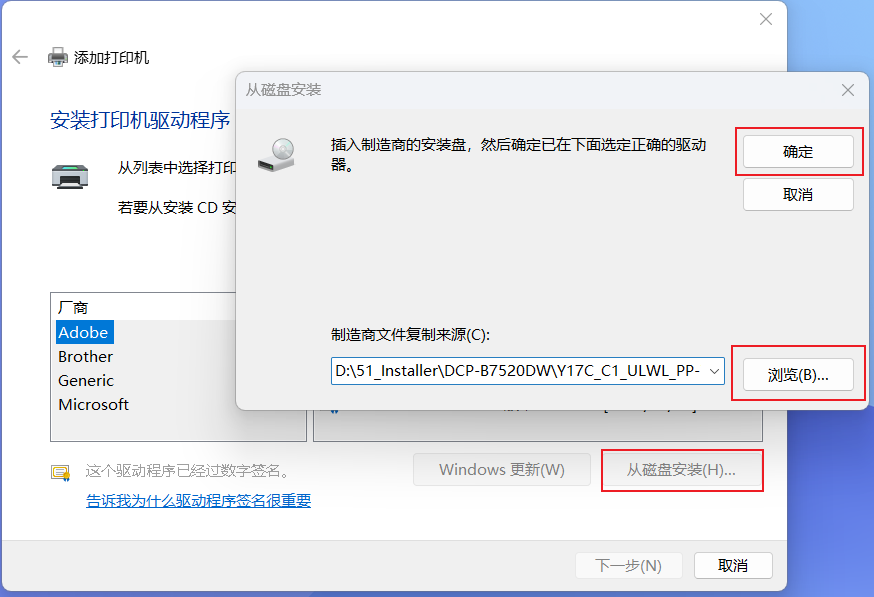 添加打印机
从磁盘安装
安装打印机驱动程序
插入制造商的安装盘，然后确定已在下面选定正确的驱动
器。
确定
取消
从列表中选择打印
若要从安装 CD 安
厂商
Adobe
Brother
Generic
Microsoft
制造商文件复制来源(C):
D:\51_Installer\DCP-B7520DW\Y17C_C1_ULWL_PP-
浏览(B)...
这个驱动程序已经过数字签名。
告诉我为什么驱动程序签名很重要
Windows 更新(W)
从磁盘安装(H)...
下一步(N)
取消